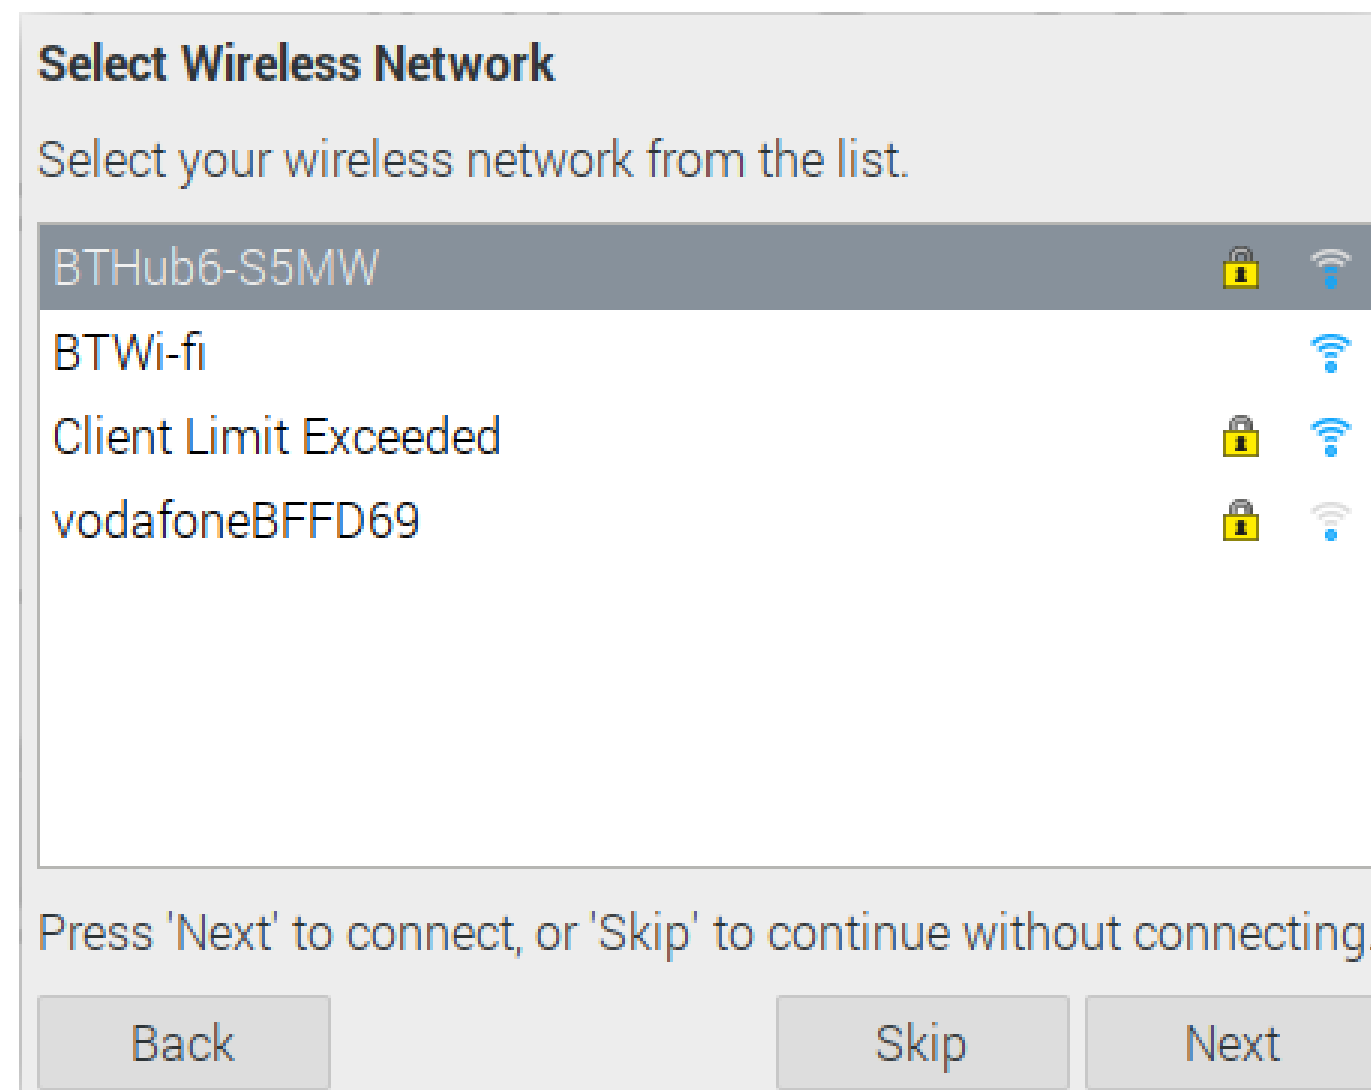 Select Wireless Network
Select your wireless network from the list.
BTHub6-S5MW
BTWi-fi
Client Limit Exceeded
vodafoneBFFD69
Press 'Next' to connect, or 'Skip' to continue without connecting.
Back Skip Next